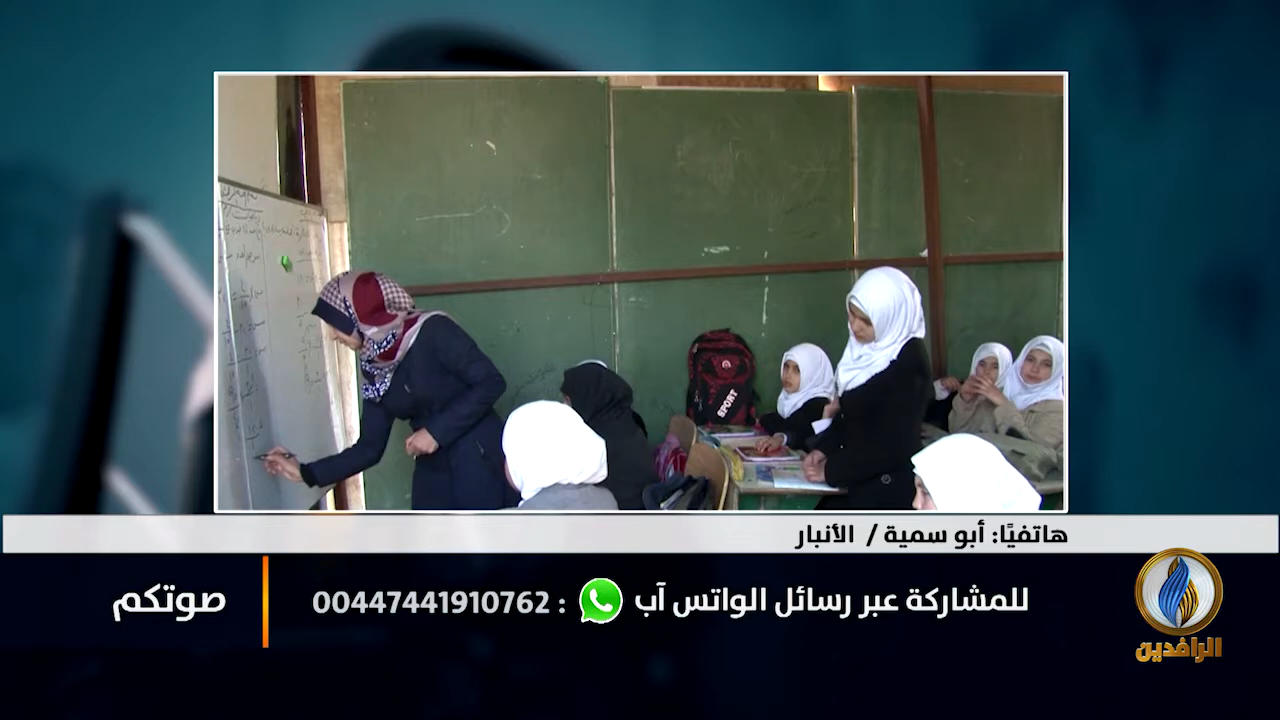 SPORT
هاتفيًا: أبو سمية / الأنبار
للمشاركة عبر رسائل الواتس آب : 00447441910762
صوتكم
الرافدين